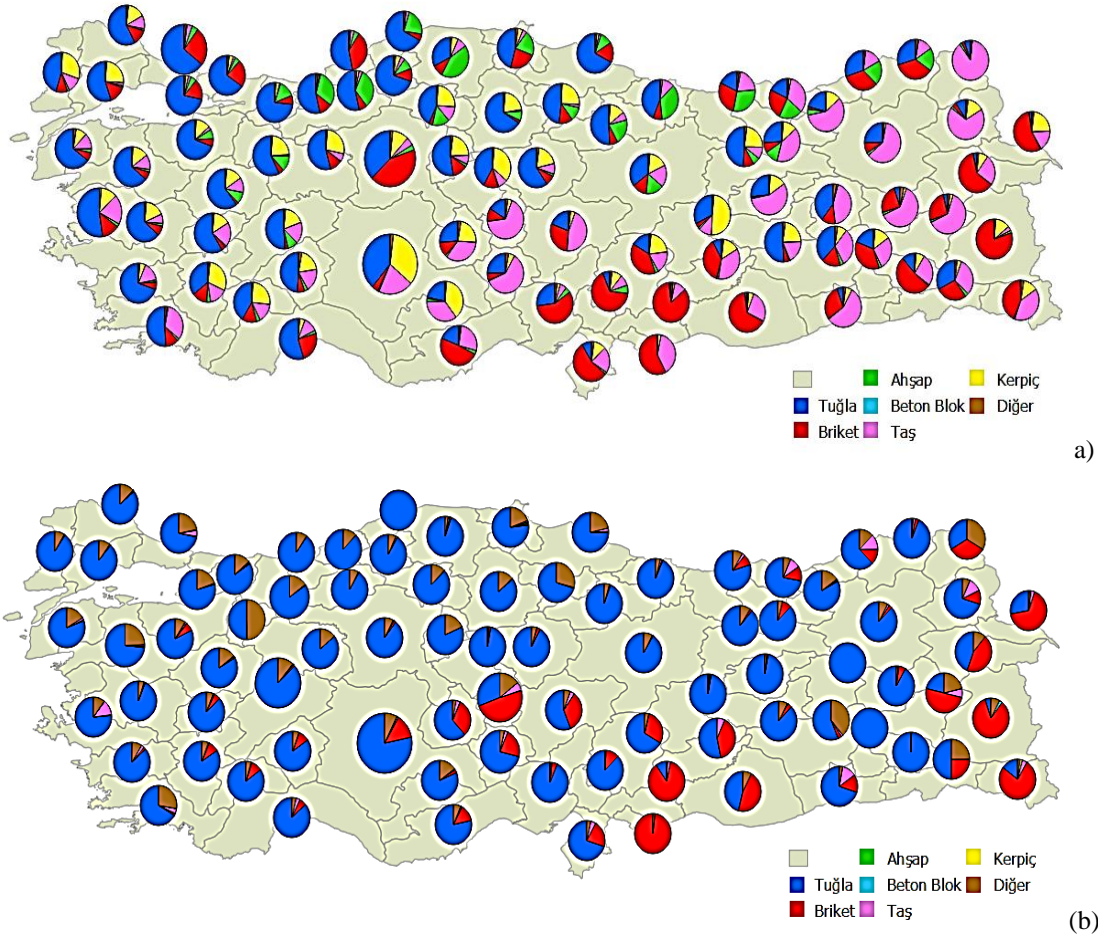 Ahşap Kerpiç
Tuğla Beton Blok Diğer
Briket Taş
a)
Ahşap Kerpiç
Tuğla Beton Blok Diğer
Briket Taş
(b)